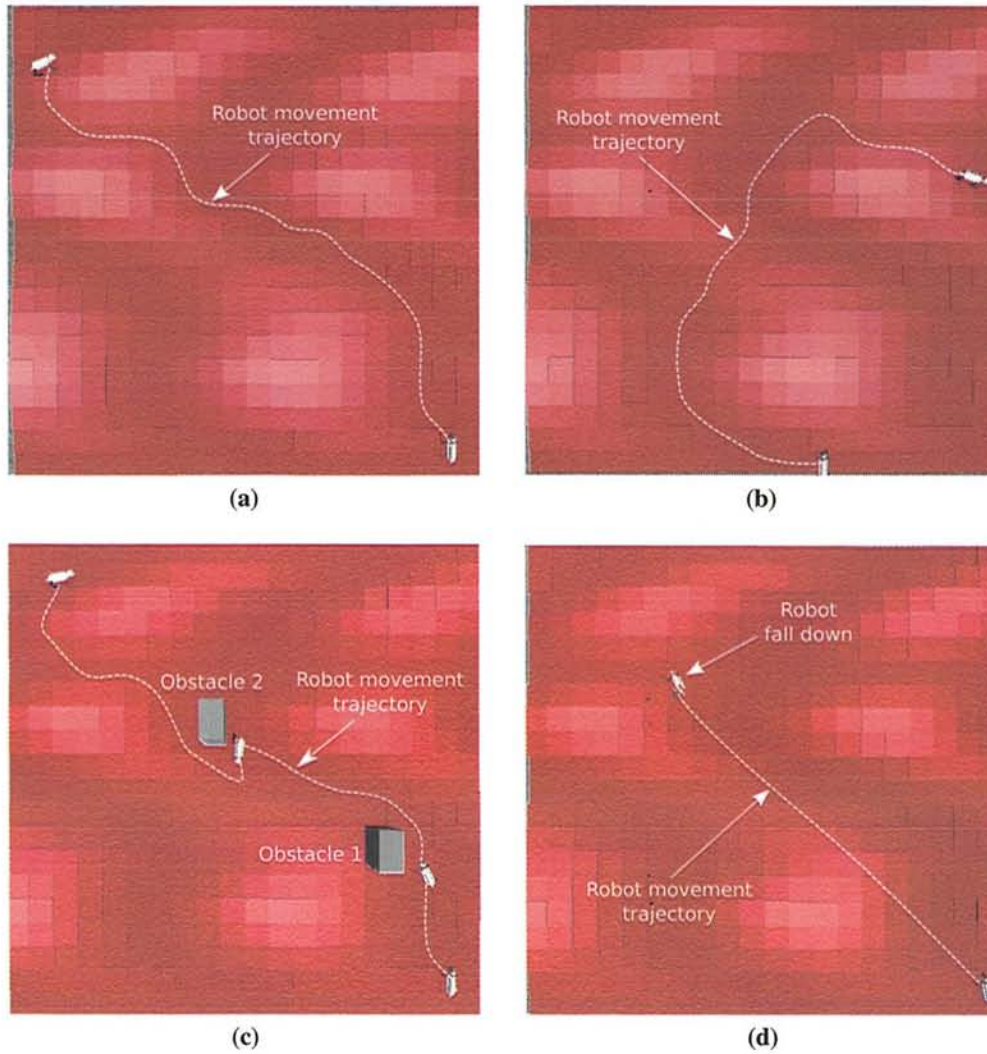 Robot movement
trajectory
(a)
Robot movement
trajectory
(b)
Obstacle 2
Robot movement
trajectory
Obstacle 1
(c)
Robot
fall down
Robot movement
trajectory
(d)